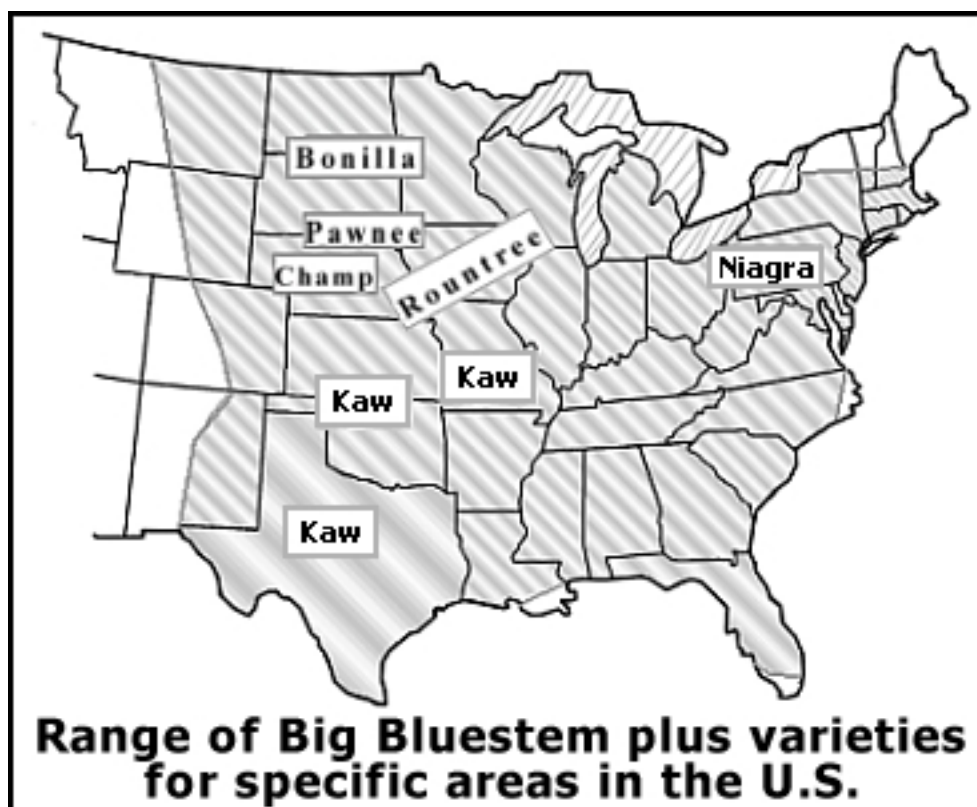 Bonilla
Pawnee
Champ
Rountree
Niagra
Kaw
Kaw
Kaw
Range of Big Bluestem plus varieties
for specific areas in the U.S.